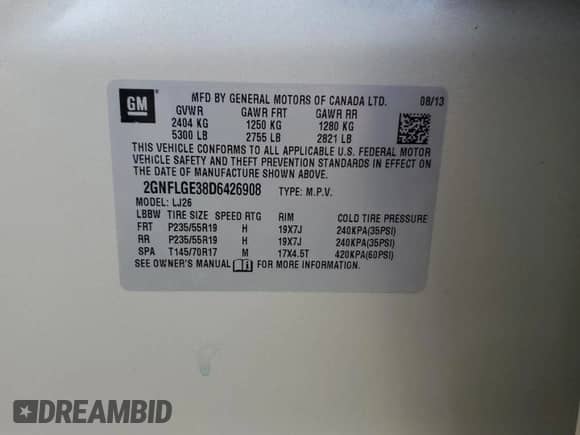 GM
MFD BY GENERAL MOTORS OF CANADA LTD. 08/13
GVWR GAWR FRT GAWR RR
2404 KG 1250 KG 1280 KG
5300 LB 2755 LB 2821 LB
THIS VEHICLE CONFORMS TO ALL APPLICABLE U.S. FEDERAL MOTOR
VEHICLE SAFETY AND THEFT PREVENTION STANDARDS IN EFFECT ON
THE DATE OF MANUFACTURE SHOWN ABOVE.
2GNFLGE38D6426908 TYPE: M.P.V.
MODEL: LJ26
LBBW TIRE SIZE SPEED RTG RIM COLD TIRE PRESSURE
FRT P235/55R19 H 19X7J 240KPA(35PSI)
RR P235/55R19 H 19X7J 240KPA(35PSI)
SPA T145/70R17 M 17X4.5T 420KPA(60PSI)
SEE OWNER'S MANUAL FOR MORE INFORMATION.
DREAMBID